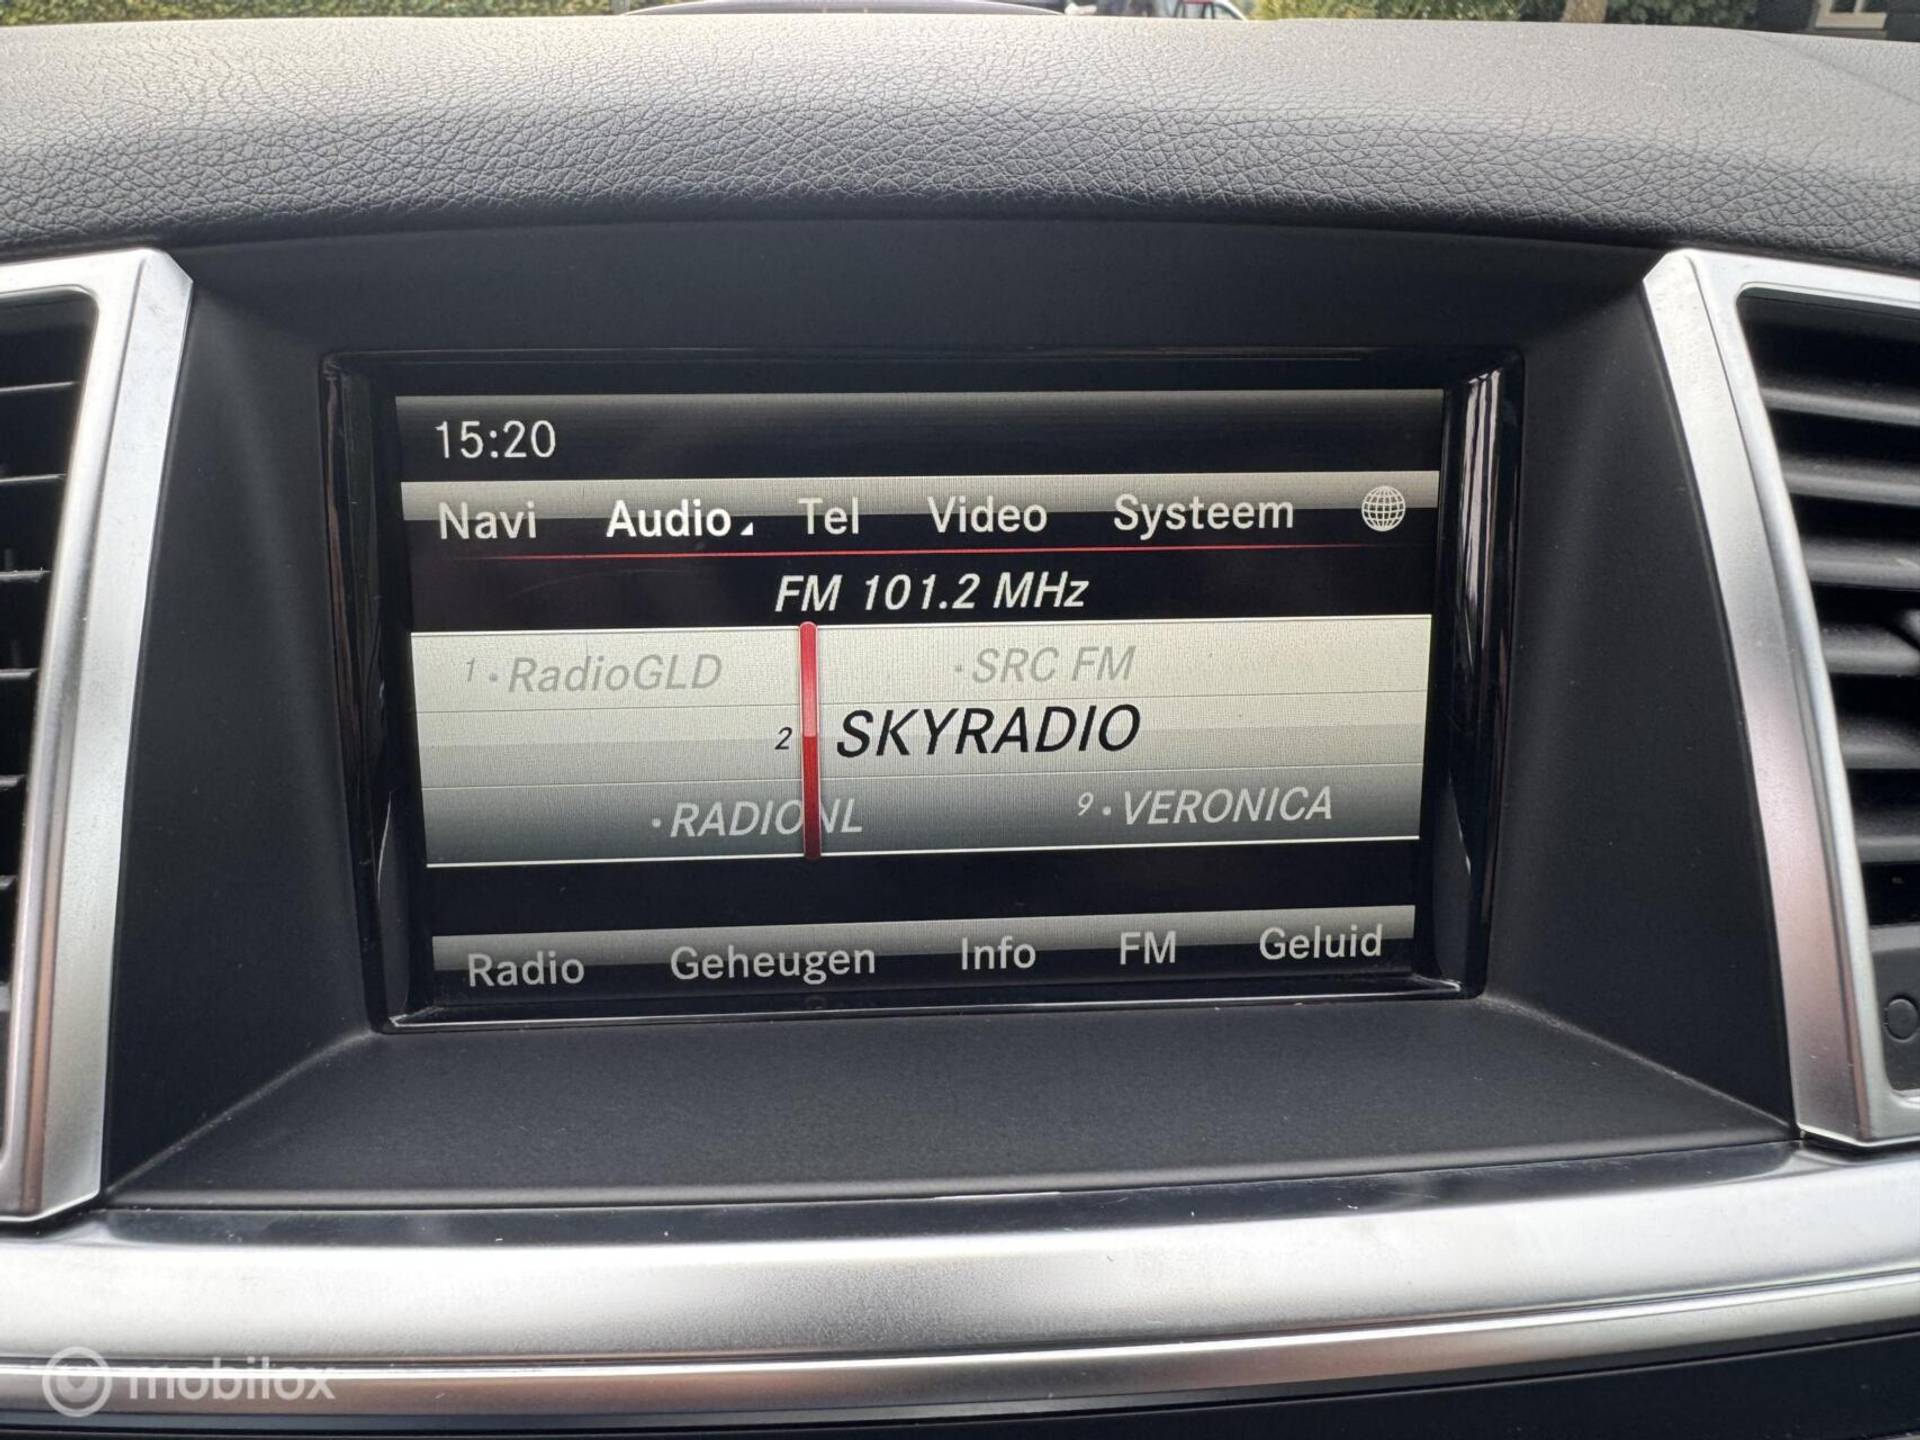 15:20
Navi Audio Tel Video Systeem
FM 101.2 MHz
1 · RadioGLD · SRC FM
2 SKYRADIO
· RADIONL 9 · VERONICA
Radio Geheugen Info FM Geluid
mobilox